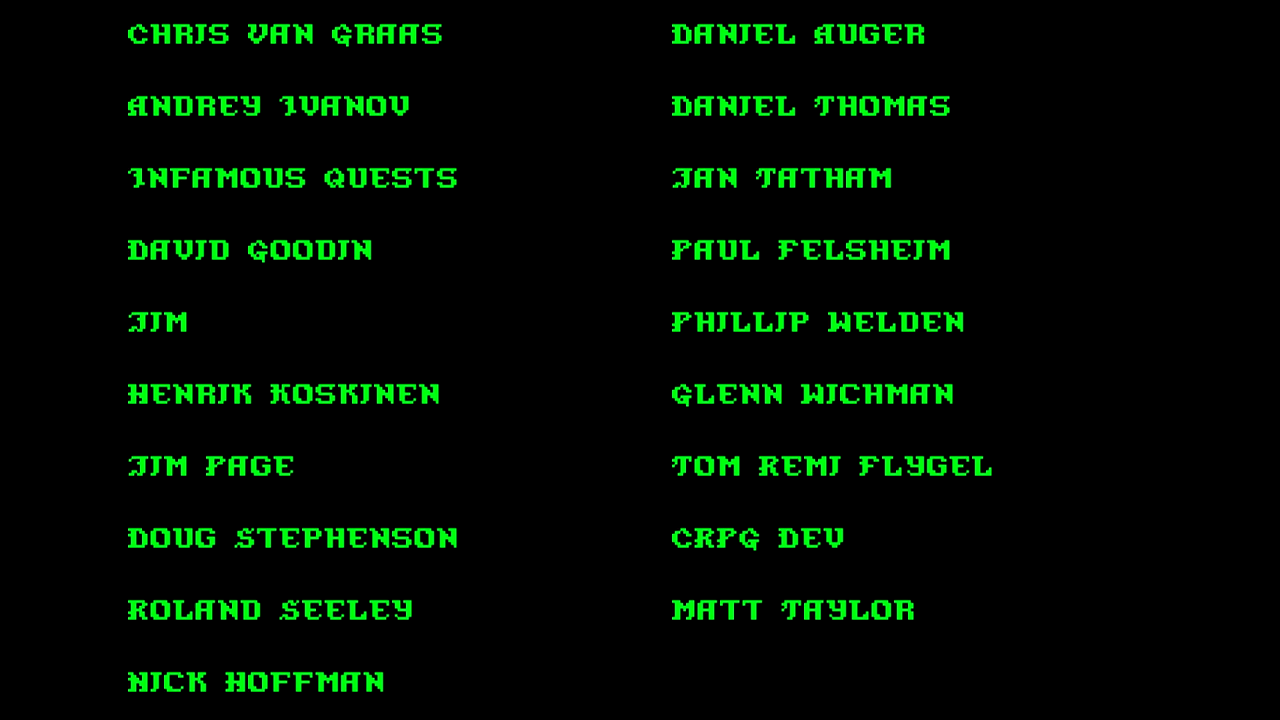 CHRIS VAN GRAAS
ANDREY IVANOV
INFAMOUS QUESTS
DAVID GOODIN
JIM
HENRIK KOSKINEN
JIM PAGE
DOUG STEPHENSON
ROLAND SEELEY
NICK HOFFMAN
DANIEL AUGER
DANIEL THOMAS
IAN TATHAM
PAUL FELSHEIM
PHILLIP WELDEN
GLENN WICHMAN
TOM REMI FLYGEL
CRPG DEV
MATT TAYLOR